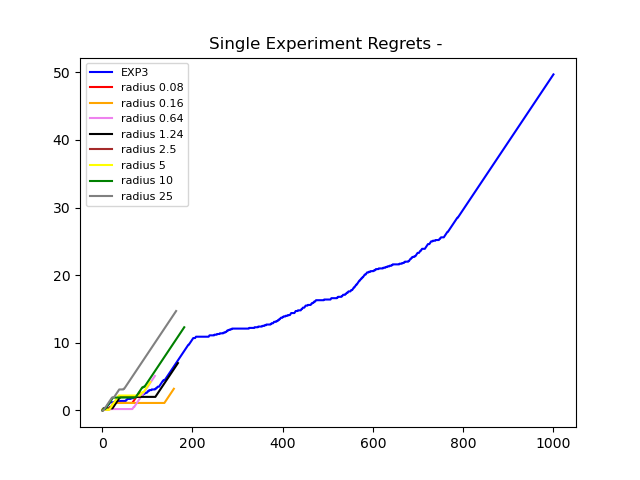 Single Experiment Regrets -
50
40
30
20
10
0
EXP3
radius 0.08
radius 0.16
radius 0.64
radius 1.24
radius 2.5
radius 5
radius 10
radius 25
0 200 400 600 800 1000